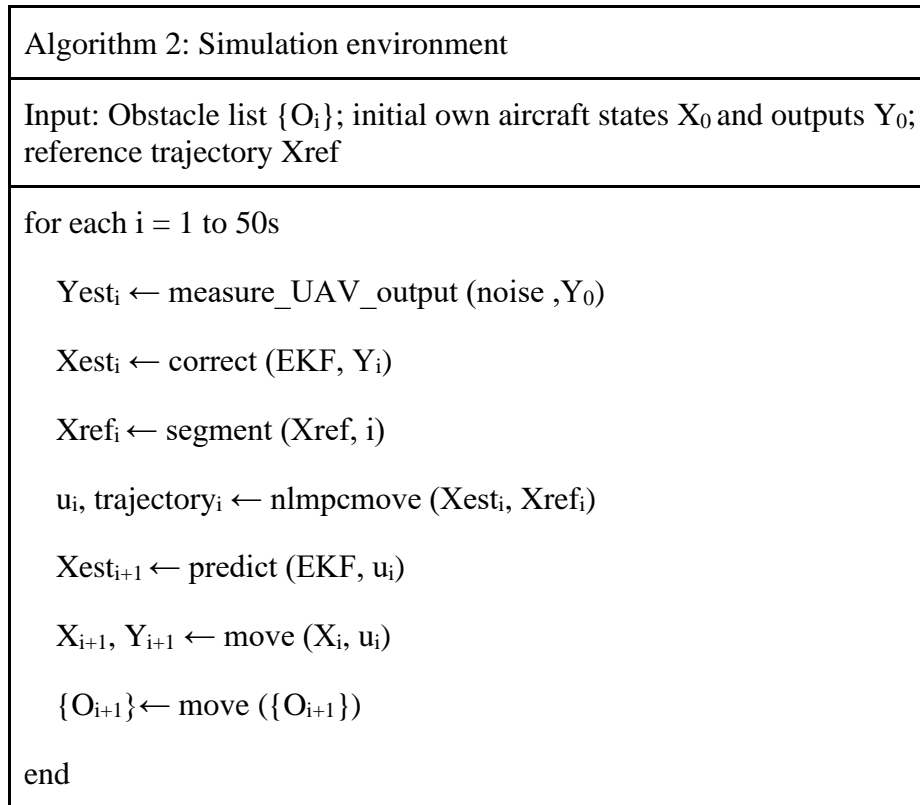 Algorithm 2: Simulation environment
Input: Obstacle list {Oᵢ}; initial own aircraft states X₀ and outputs Y₀;
reference trajectory Xref
for each i = 1 to 50s
Yestᵢ ← measure_UAV_output (noise ,Y₀)
Xestᵢ ← correct (EKF, Yᵢ)
Xrefᵢ ← segment (Xref, i)
uᵢ, trajectoryᵢ ← nlmpcmove (Xestᵢ, Xrefᵢ)
Xestᵢ₊₁ ← predict (EKF, uᵢ)
Xᵢ₊₁, Yᵢ₊₁ ← move (Xᵢ, uᵢ)
{Oᵢ₊₁}← move ({Oᵢ₊₁})
end